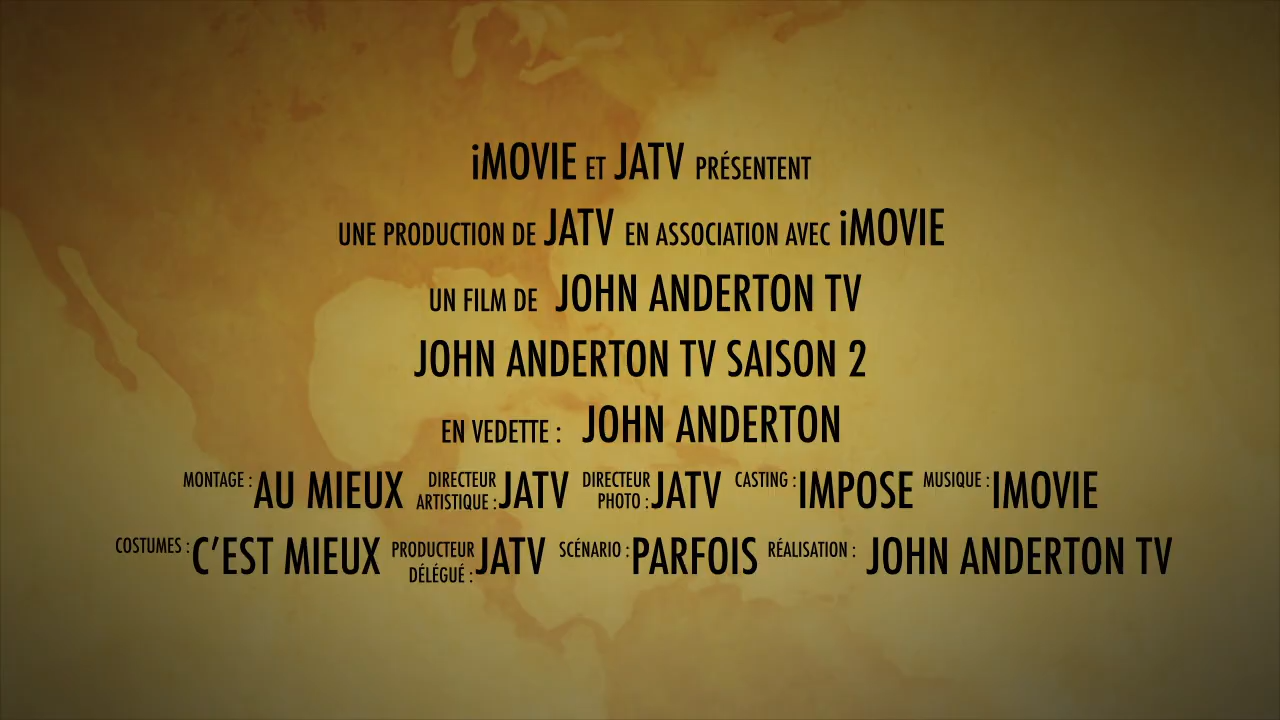 iMOVIE ET JATV PRÉSENTENT
UNE PRODUCTION DE JATV EN ASSOCIATION AVEC iMOVIE
UN FILM DE JOHN ANDERTON TV
JOHN ANDERTON TV SAISON 2
EN VEDETTE : JOHN ANDERTON
MONTAGE : AU MIEUX DIRECTEUR ARTISTIQUE : JATV DIRECTEUR PHOTO : JATV CASTING : IMPOSE MUSIQUE : IMOVIE
COSTUMES : C'EST MIEUX PRODUCTEUR DÉLÉGUÉ : JATV SCÉNARIO : PARFOIS RÉALISATION : JOHN ANDERTON TV